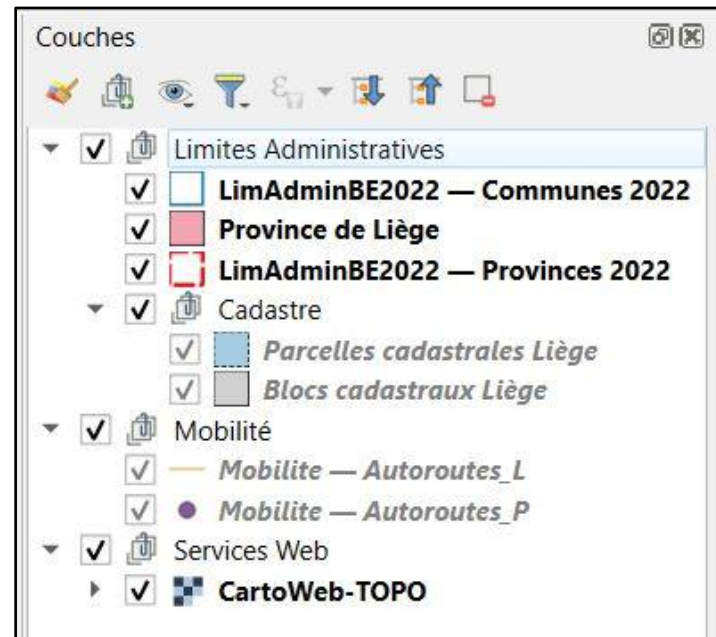 Couches
Limites Administratives
LimAdminBE2022 — Communes 2022
Province de Liège
LimAdminBE2022 — Provinces 2022
Cadastre
Parcelles cadastrales Liège
Blocs cadastraux Liège
Mobilité
Mobilite — Autoroutes_L
Mobilite — Autoroutes_P
Services Web
CartoWeb-TOPO